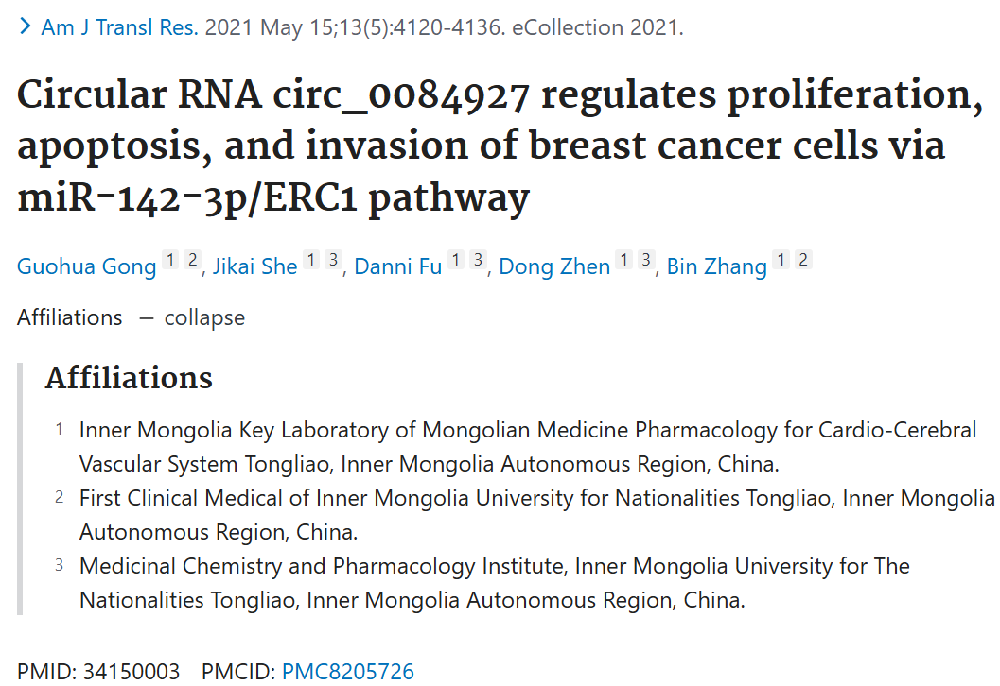 > Am J Transl Res. 2021 May 15;13(5):4120-4136. eCollection 2021.
Circular RNA circ_0084927 regulates proliferation,
apoptosis, and invasion of breast cancer cells via
miR-142-3p/ERC1 pathway
Guohua Gong 1 2, Jikai She 1 3, Danni Fu 1 3, Dong Zhen 1 3, Bin Zhang 1 2
Affiliations — collapse
Affiliations
1 Inner Mongolia Key Laboratory of Mongolian Medicine Pharmacology for Cardio-Cerebral
Vascular System Tongliao, Inner Mongolia Autonomous Region, China.
2 First Clinical Medical of Inner Mongolia University for Nationalities Tongliao, Inner Mongolia
Autonomous Region, China.
3 Medicinal Chemistry and Pharmacology Institute, Inner Mongolia University for The
Nationalities Tongliao, Inner Mongolia Autonomous Region, China.
PMID: 34150003 PMCID: PMC8205726